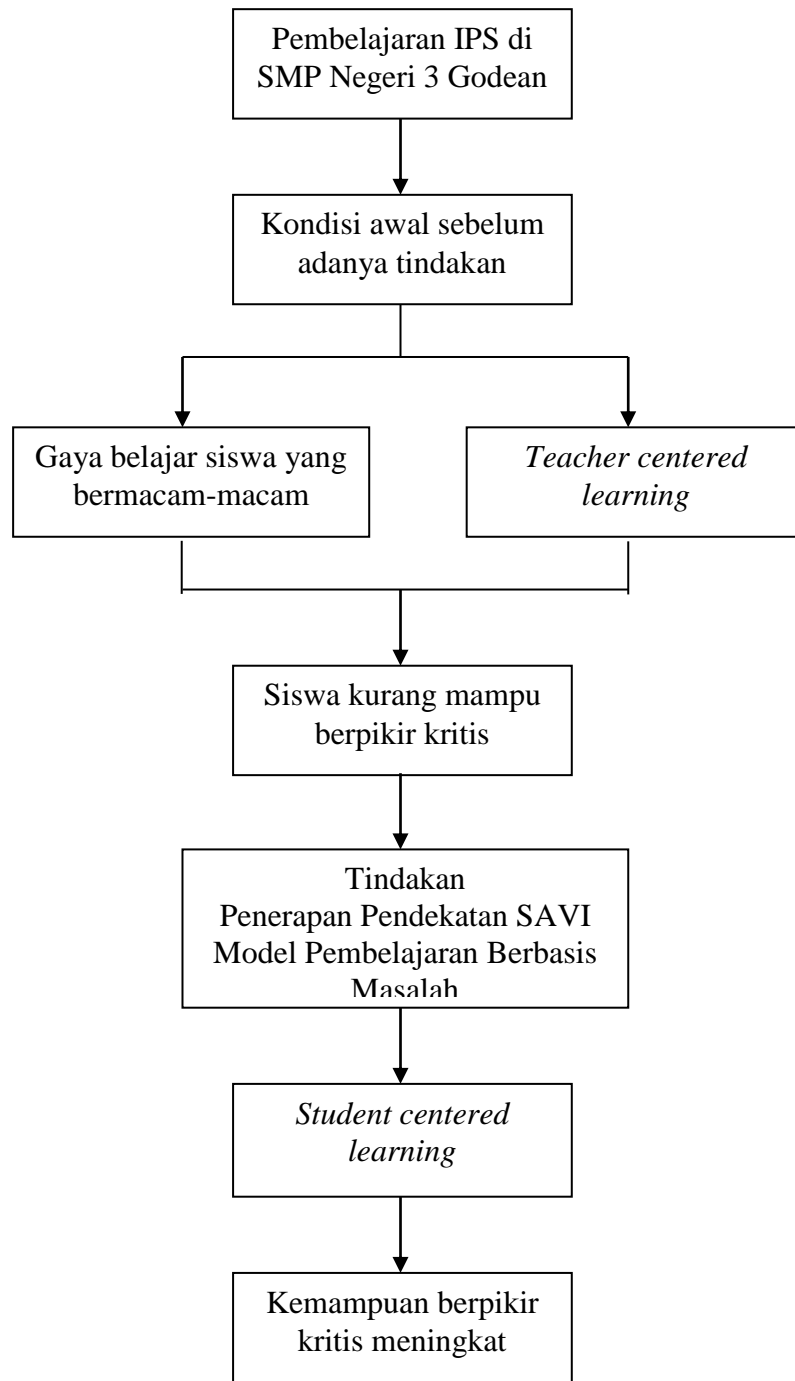 Pembelajaran IPS di
SMP Negeri 3 Godean
Kondisi awal sebelum
adanya tindakan
Gaya belajar siswa yang
bermacam-macam
Teacher centered
learning
Siswa kurang mampu
berpikir kritis
Tindakan
Penerapan Pendekatan SAVI
Model Pembelajaran Berbasis
Masalah
Student centered
learning
Kemampuan berpikir
kritis meningkat